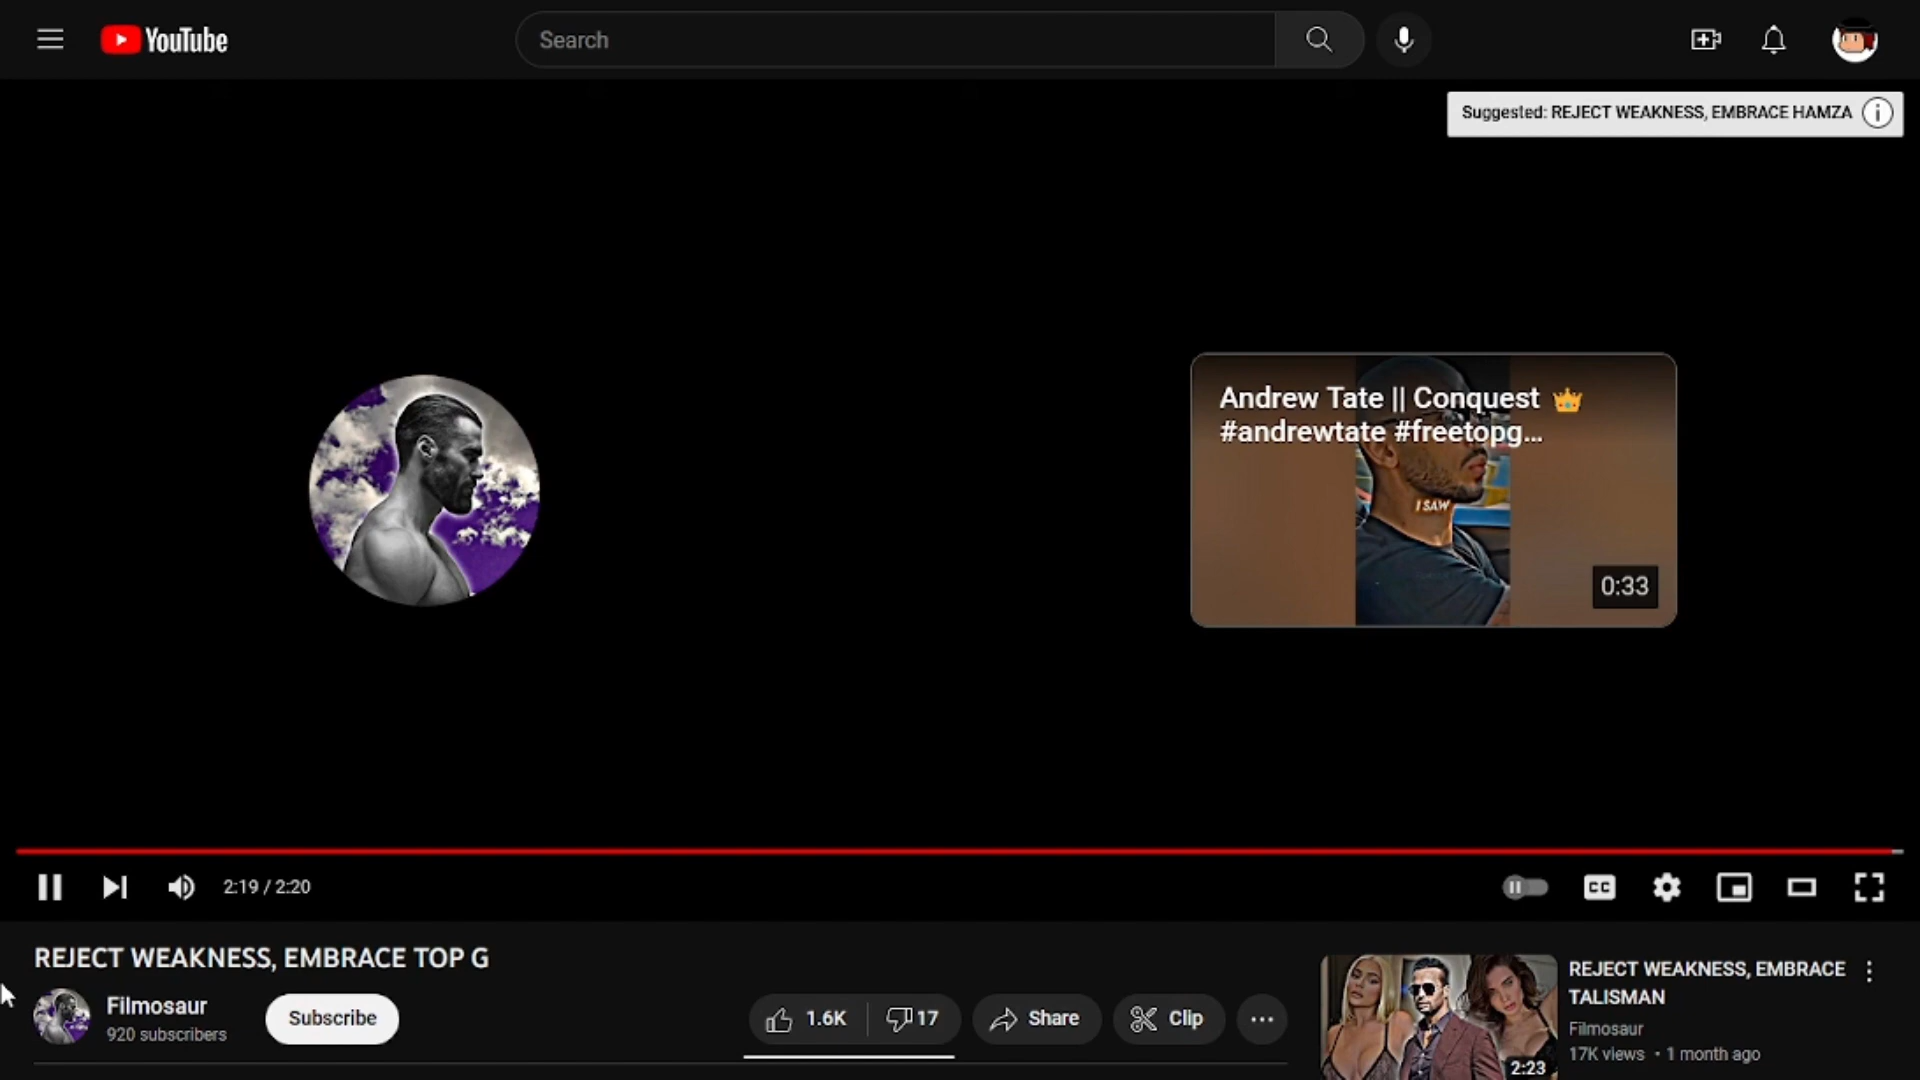 YouTube
Search
Suggested: REJECT WEAKNESS, EMBRACE HAMZA
Andrew Tate || Conquest 👑
#andrewtate #freetopg...
I SAW
0:33
2:19 / 2:20
CC
REJECT WEAKNESS, EMBRACE TOP G
Filmosaur
920 subscribers
Subscribe
1.6K
17
Share
Clip
REJECT WEAKNESS, EMBRACE
TALISMAN
Filmosaur
17K views • 1 month ago
2:23